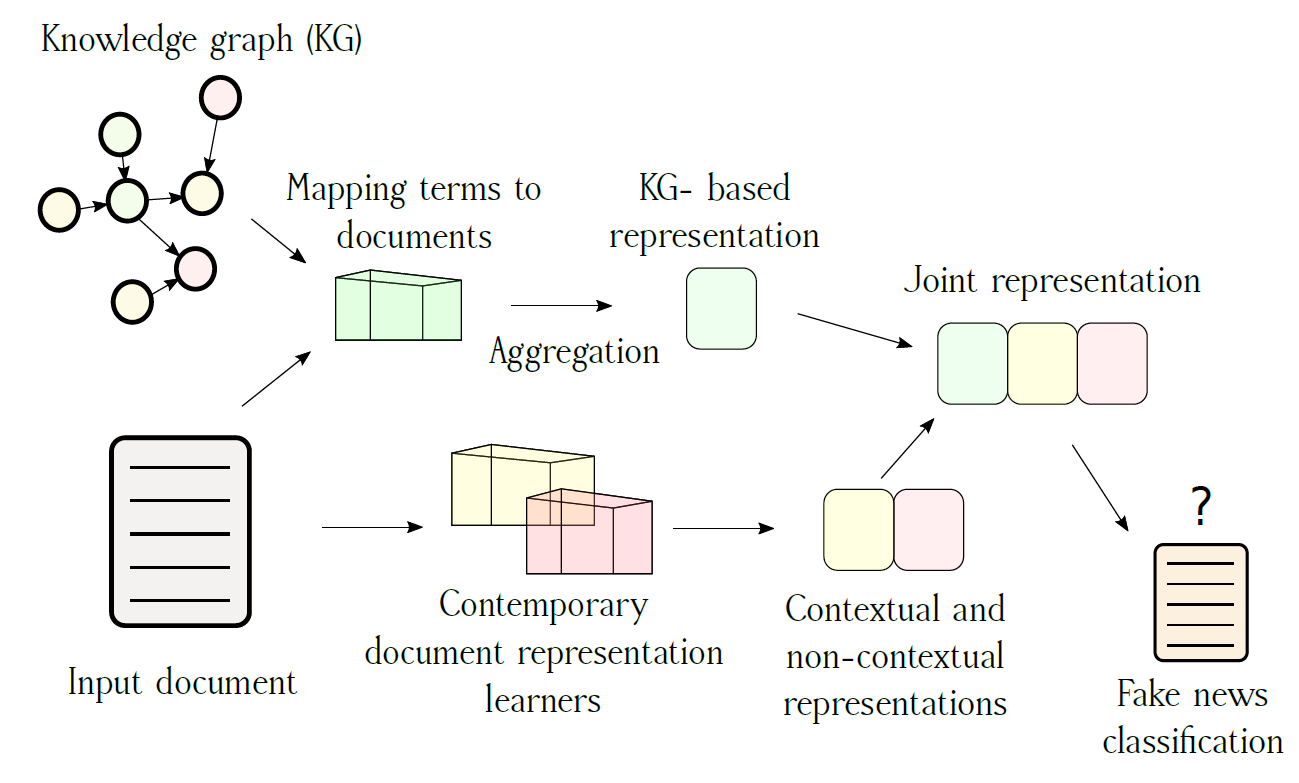 Knowledge graph (KG)
Mapping terms to
documents
KG- based
representation
Aggregation
Joint representation
Input document
Contemporary
document representation
learners
Contextual and
non-contextual
representations
?
Fake news
classification